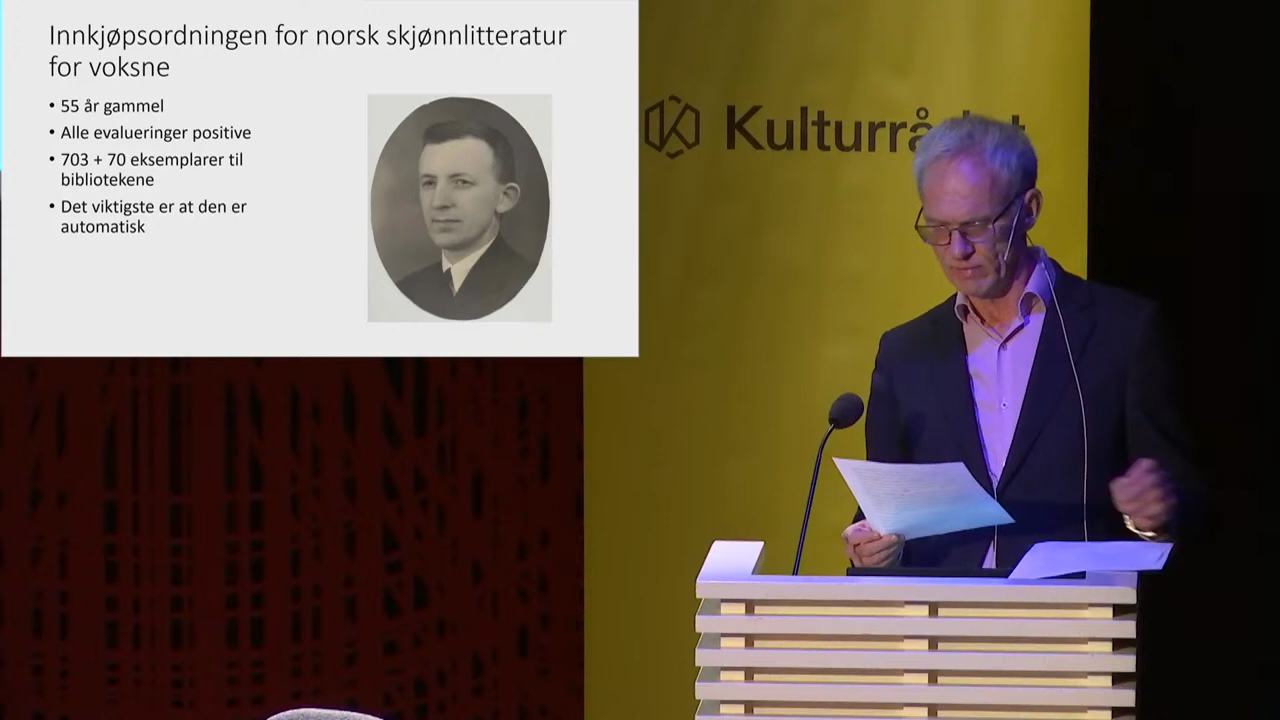 Innkjøpsordningen for norsk skjønnlitteratur
for voksne
• 55 år gammel
• Alle evalueringer positive
• 703 + 70 eksemplarer til
bibliotekene
• Det viktigste er at den er
automatisk
Kulturrådet